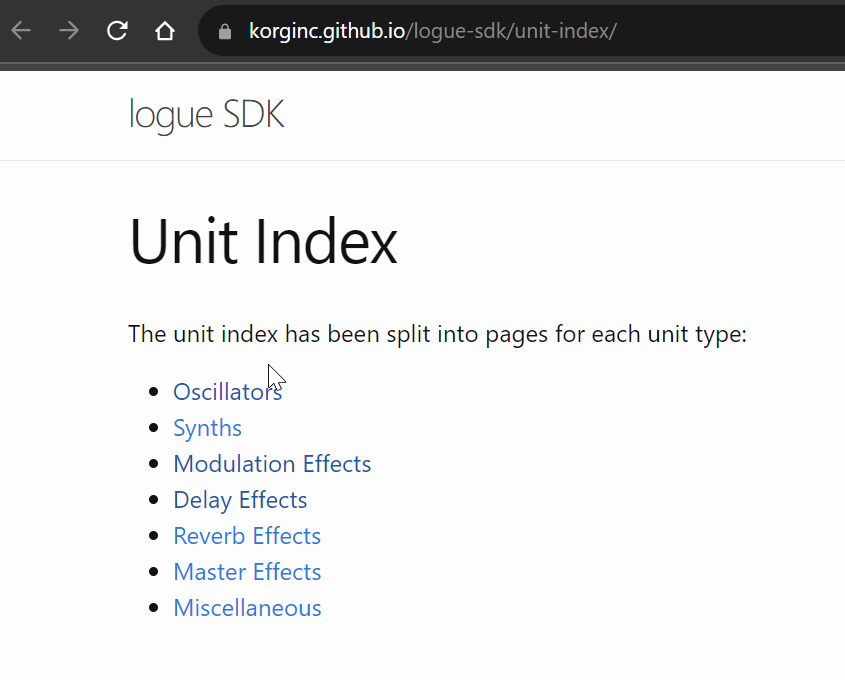 korginc.github.io/logue-sdk/unit-index/
logue SDK
Unit Index
The unit index has been split into pages for each unit type:
Oscillators
Synths
Modulation Effects
Delay Effects
Reverb Effects
Master Effects
Miscellaneous